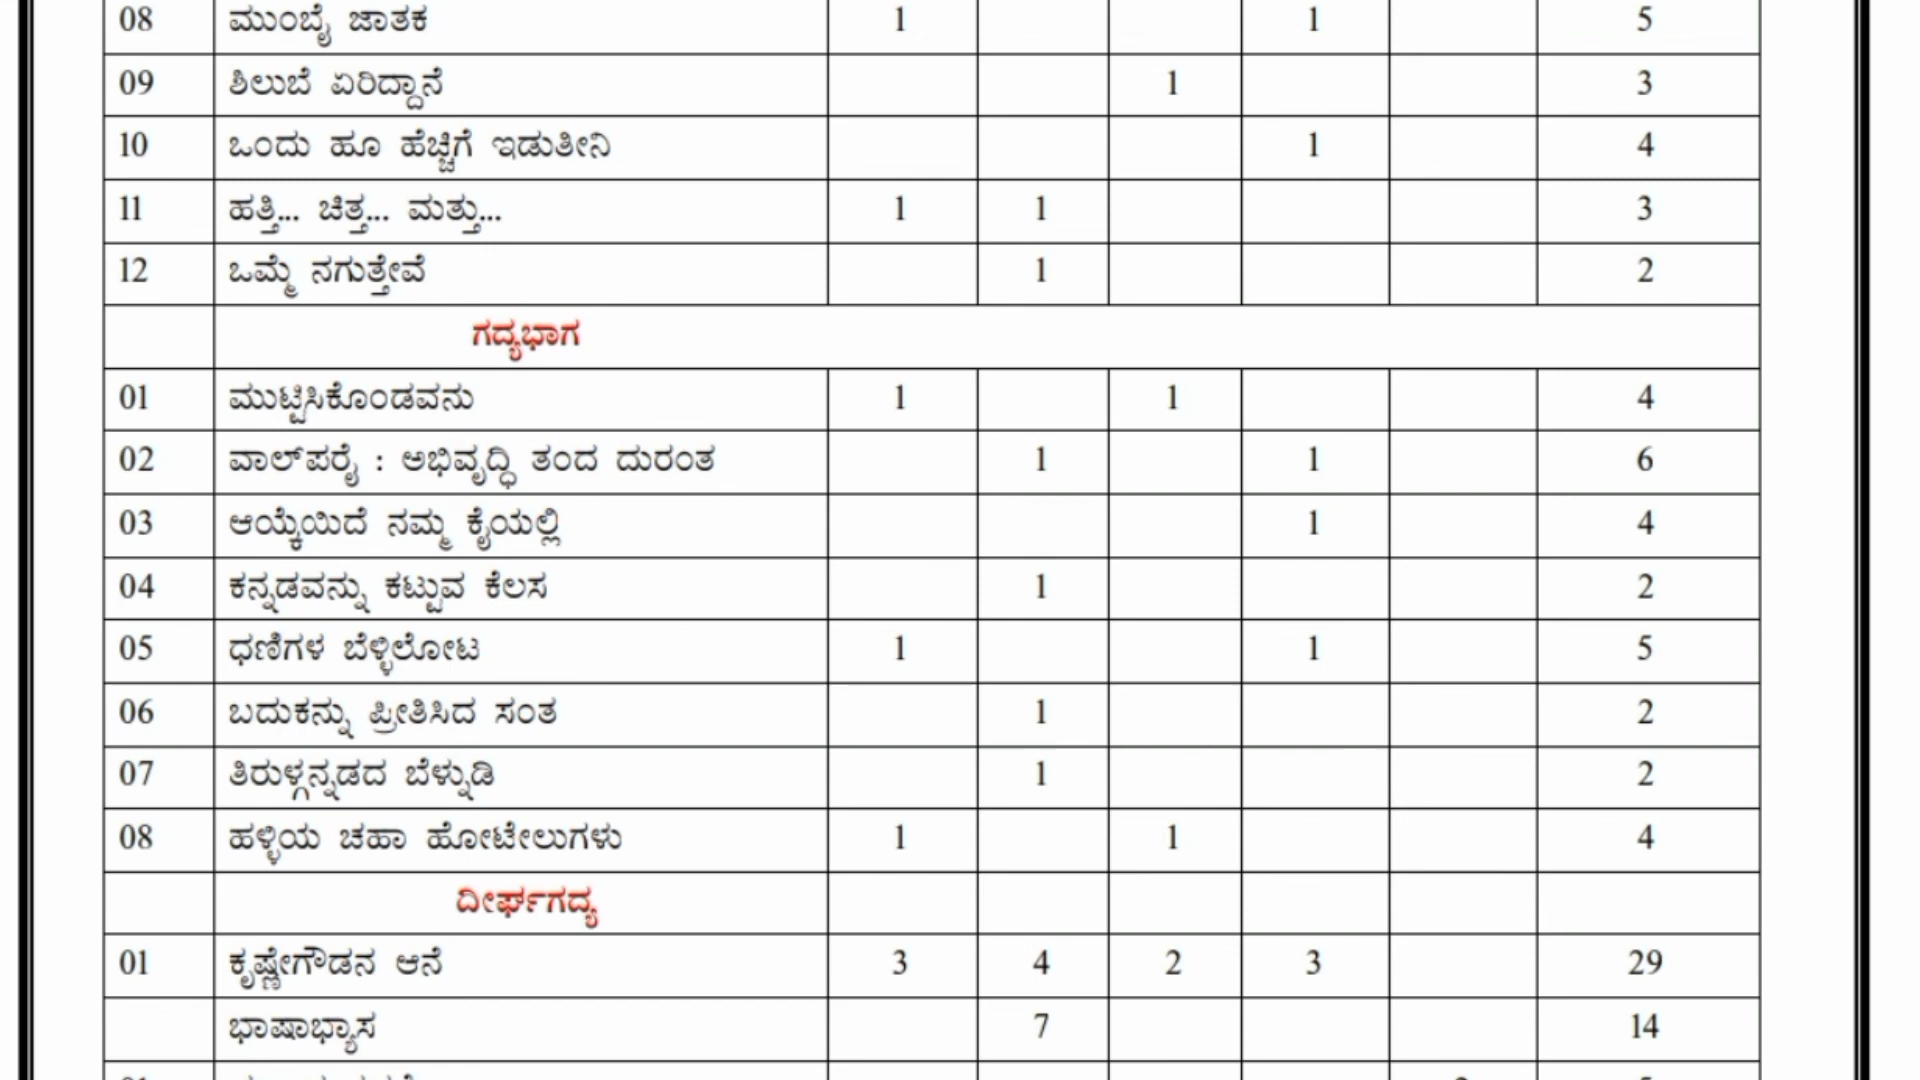 08 ಮುಂಬೈ ಜಾತಕ 1 1 5
09 ಶಿಲುಬೆ ಏರಿದ್ದಾನೆ 1 3
10 ಒಂದು ಹೂ ಹೆಚ್ಚಿಗೆ ಇಡುತೀನಿ 1 4
11 ಹತ್ತಿ... ಚಿತ್ತ... ಮತ್ತು... 1 1 3
12 ಒಮ್ಮೆ ನಗುತ್ತೇವೆ 1 2
ಗದ್ಯಭಾಗ
01 ಮುಟ್ಟಿಸಿಕೊಂಡವನು 1 1 4
02 ವಾಲ್‌ಪರೈ : ಅಭಿವೃದ್ಧಿ ತಂದ ದುರಂತ 1 1 6
03 ಆಯ್ಕೆಯಿದೆ ನಮ್ಮ ಕೈಯಲ್ಲಿ 1 4
04 ಕನ್ನಡವನ್ನು ಕಟ್ಟುವ ಕೆಲಸ 1 2
05 ಧಣಿಗಳ ಬೆಳ್ಳಿಲೋಟ 1 1 5
06 ಬದುಕನ್ನು ಪ್ರೀತಿಸಿದ ಸಂತ 1 2
07 ತಿರುಳ್ಗನ್ನಡದ ಬೆಳ್ನುಡಿ 1 2
08 ಹಳ್ಳಿಯ ಚಹಾ ಹೋಟೇಲುಗಳು 1 1 4
ದೀರ್ಘಗದ್ಯ
01 ಕೃಷ್ಣೇಗೌಡನ ಆನೆ 3 4 2 3 29
ಭಾಷಾಭ್ಯಾಸ 7 14